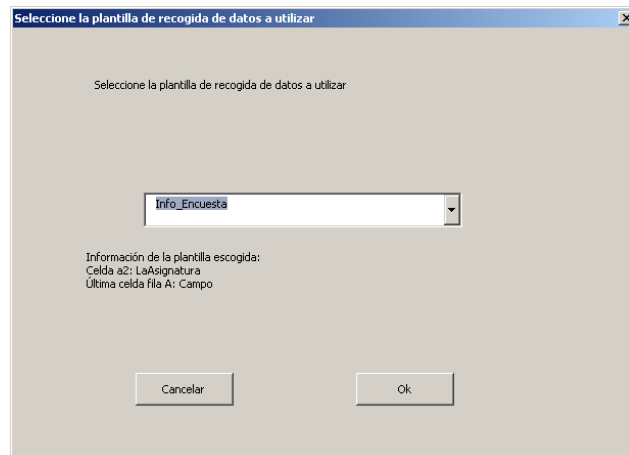 Seleccione la plantilla de recogida de datos a utilizar
Seleccione la plantilla de recogida de datos a utilizar
Info_Encuesta
Información de la plantilla escogida:
Celda a2: LaAsignatura
Última celda fila A: Campo
Cancelar
Ok